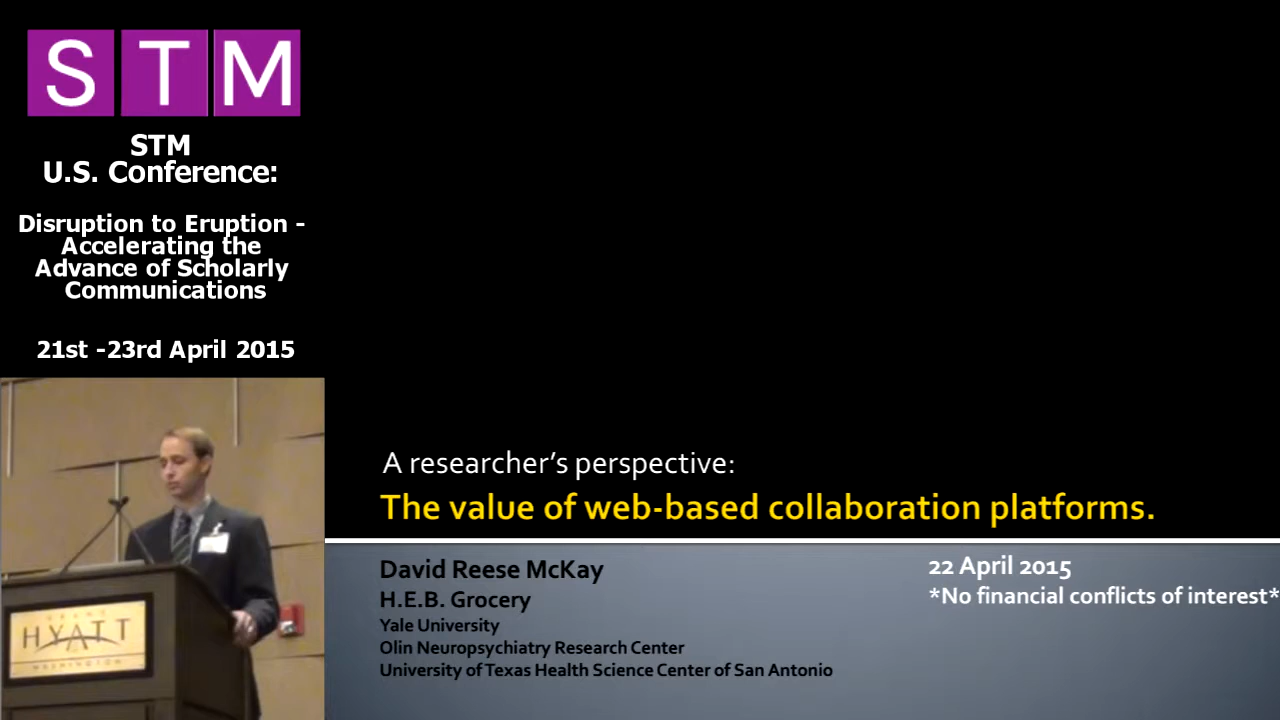 STM
STM
U.S. Conference:
Disruption to Eruption -
Accelerating the
Advance of Scholarly
Communications
21st -23rd April 2015
GRAND
HYATT
WASHINGTON
A researcher's perspective:
The value of web-based collaboration platforms.
David Reese McKay
H.E.B. Grocery
Yale University
Olin Neuropsychiatry Research Center
University of Texas Health Science Center of San Antonio
22 April 2015
*No financial conflicts of interest*